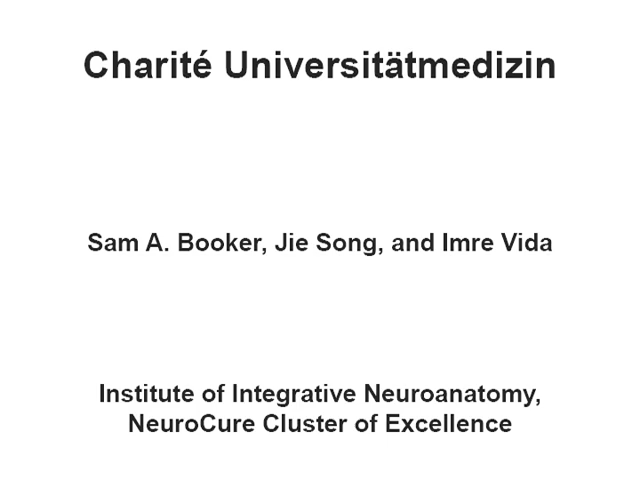 Charité Universitätmedizin
Sam A. Booker, Jie Song, and Imre Vida
Institute of Integrative Neuroanatomy,
NeuroCure Cluster of Excellence